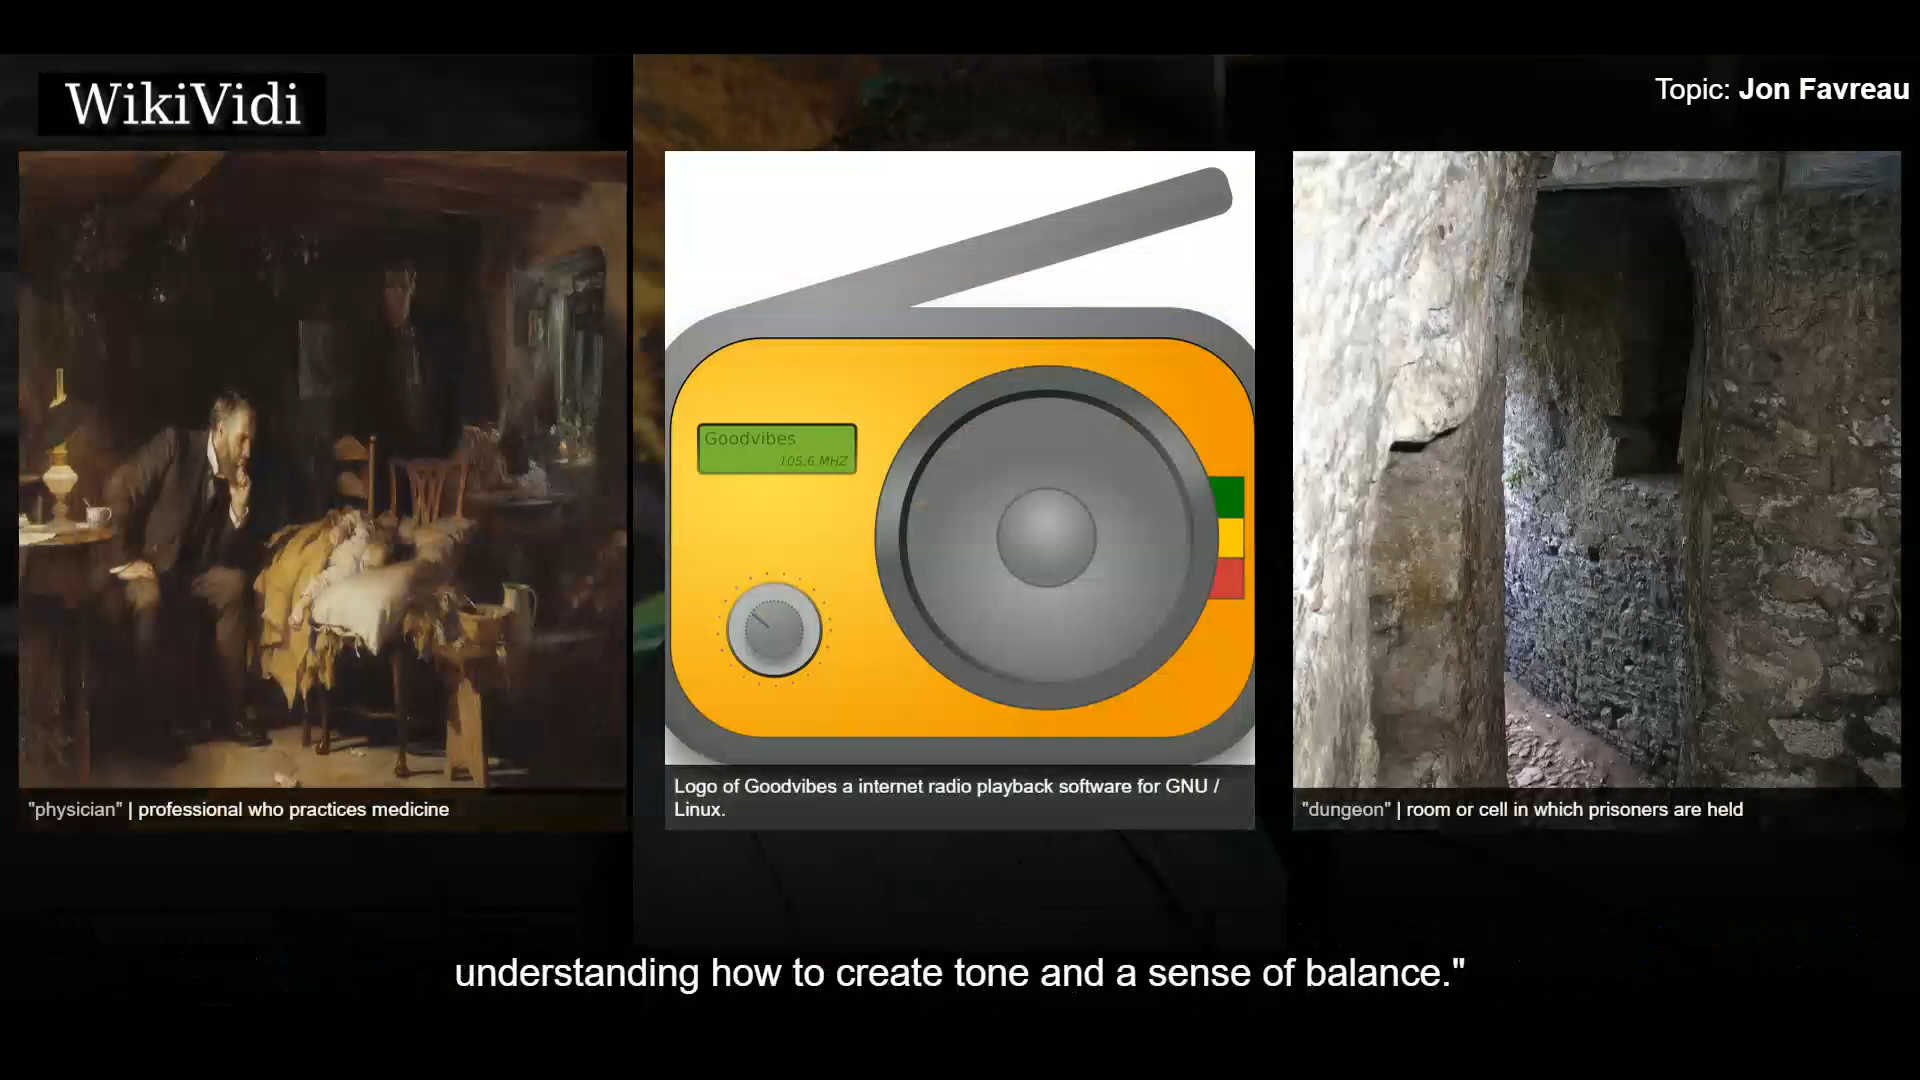 WikiVidi
Topic: Jon Favreau
Goodvibes
105.6 MHZ
"physician" | professional who practices medicine
Logo of Goodvibes a internet radio playback software for GNU /
Linux.
"dungeon" | room or cell in which prisoners are held
understanding how to create tone and a sense of balance."